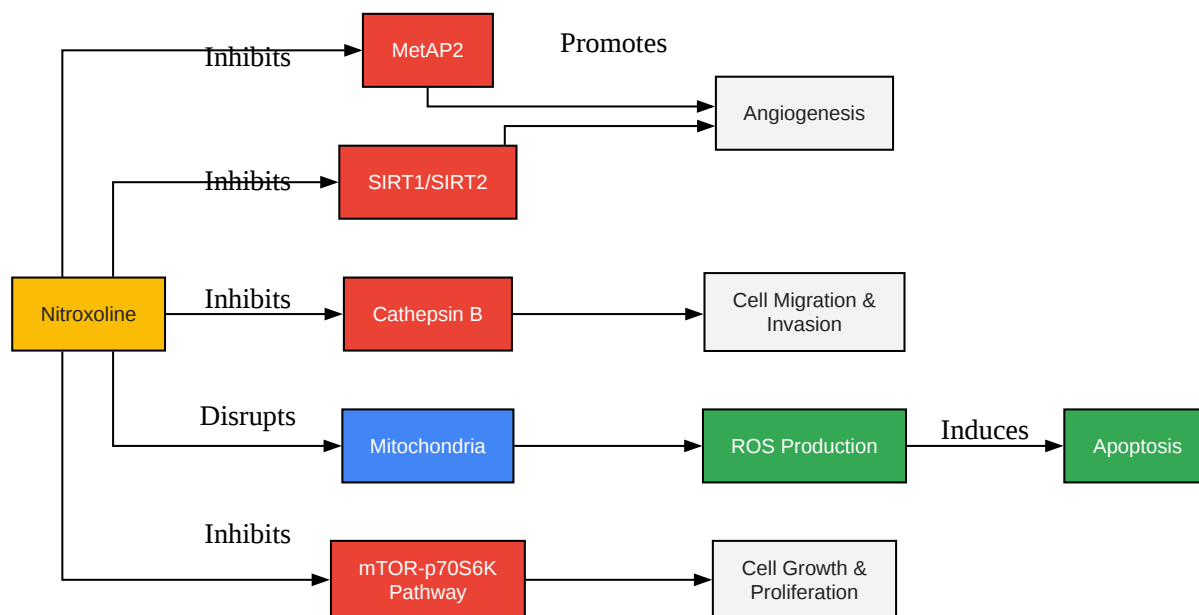 Inhibits
MetAP2
Promotes
Angiogenesis
Inhibits
SIRT1/SIRT2
Nitroxoline
Inhibits
Cathepsin B
Cell Migration &
Invasion
Disrupts
Mitochondria
ROS Production
Induces
Apoptosis
Inhibits
mTOR-p70S6K
Pathway
Cell Growth &
Proliferation